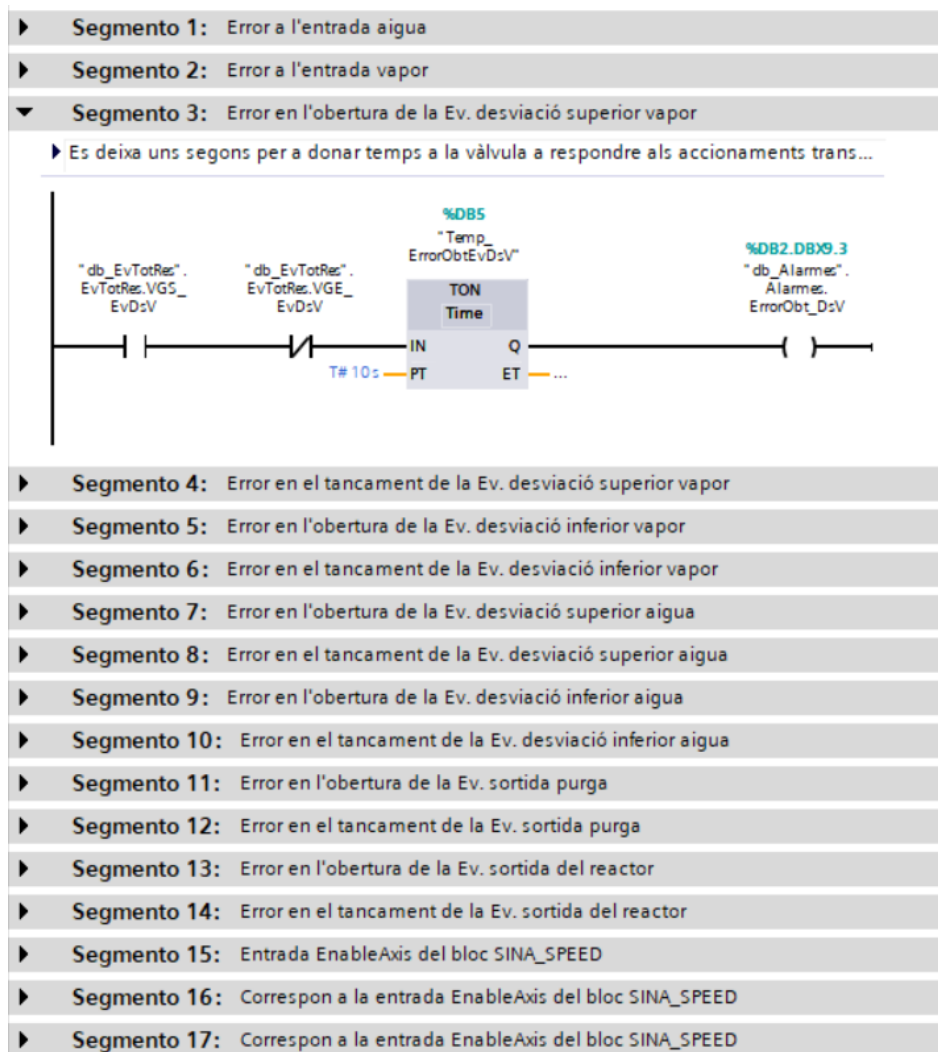 Segmento 1: Error a l'entrada aigua
Segmento 2: Error a l'entrada vapor
Segmento 3: Error en l'obertura de la Ev. desviació superior vapor
Es deixa uns segons per a donar temps a la vàlvula a respondre als accionaments trans...
%DB5
"Temp_
ErrorObtEvDsV"
%DB2.DBX9.3
"db_EvTotRes".
EvTotRes.VGS_
EvDsV
"db_EvTotRes".
EvTotRes.VGE_
EvDsV
"db_Alarmes".
Alarmes.
ErrorObt_DsV
TON
Time
IN Q
T#10s PT ET ...
Segmento 4: Error en el tancament de la Ev. desviació superior vapor
Segmento 5: Error en l'obertura de la Ev. desviació inferior vapor
Segmento 6: Error en el tancament de la Ev. desviació inferior vapor
Segmento 7: Error en l'obertura de la Ev. desviació superior aigua
Segmento 8: Error en el tancament de la Ev. desviació superior aigua
Segmento 9: Error en l'obertura de la Ev. desviació inferior aigua
Segmento 10: Error en el tancament de la Ev. desviació inferior aigua
Segmento 11: Error en l'obertura de la Ev. sortida purga
Segmento 12: Error en el tancament de la Ev. sortida purga
Segmento 13: Error en l'obertura de la Ev. sortida del reactor
Segmento 14: Error en el tancament de la Ev. sortida del reactor
Segmento 15: Entrada EnableAxis del bloc SINA_SPEED
Segmento 16: Correspon a la entrada EnableAxis del bloc SINA_SPEED
Segmento 17: Correspon a la entrada EnableAxis del bloc SINA_SPEED